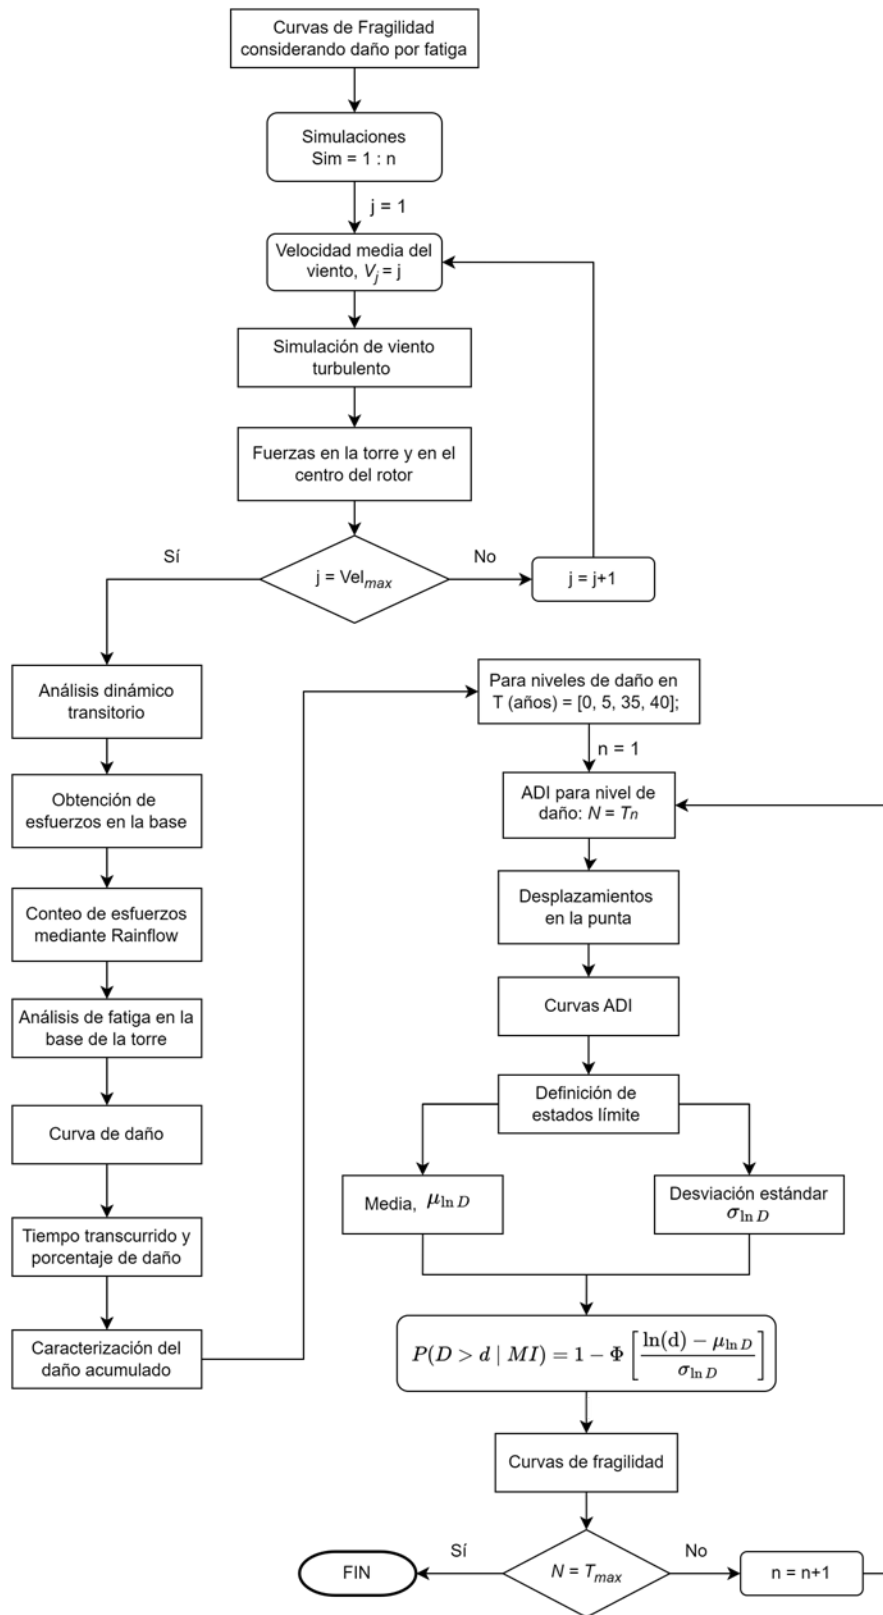 Curvas de Fragilidad
considerando daño por fatiga
Simulaciones
Sim = 1 : n
j = 1
Velocidad media del
viento, Vj = j
Simulación de viento
turbulento
Fuerzas en la torre y en el
centro del rotor
Sí
j = Velmax
No
j = j+1
Análisis dinámico
transitorio
Obtención de
esfuerzos en la base
Conteo de esfuerzos
mediante Rainflow
Análisis de fatiga en la
base de la torre
Curva de daño
Tiempo transcurrido y
porcentaje de daño
Caracterización del
daño acumulado
Para niveles de daño en
T (años) = [0, 5, 35, 40];
n = 1
ADI para nivel de
daño: N = Tn
Desplazamientos
en la punta
Curvas ADI
Definición de
estados límite
Media, μln D
Desviación estándar
σln D
P(D > d | MI) = 1 − Φ [ (ln(d) − μln D) / σln D ]
Curvas de fragilidad
N = Tmax
Sí
FIN
No
n = n+1